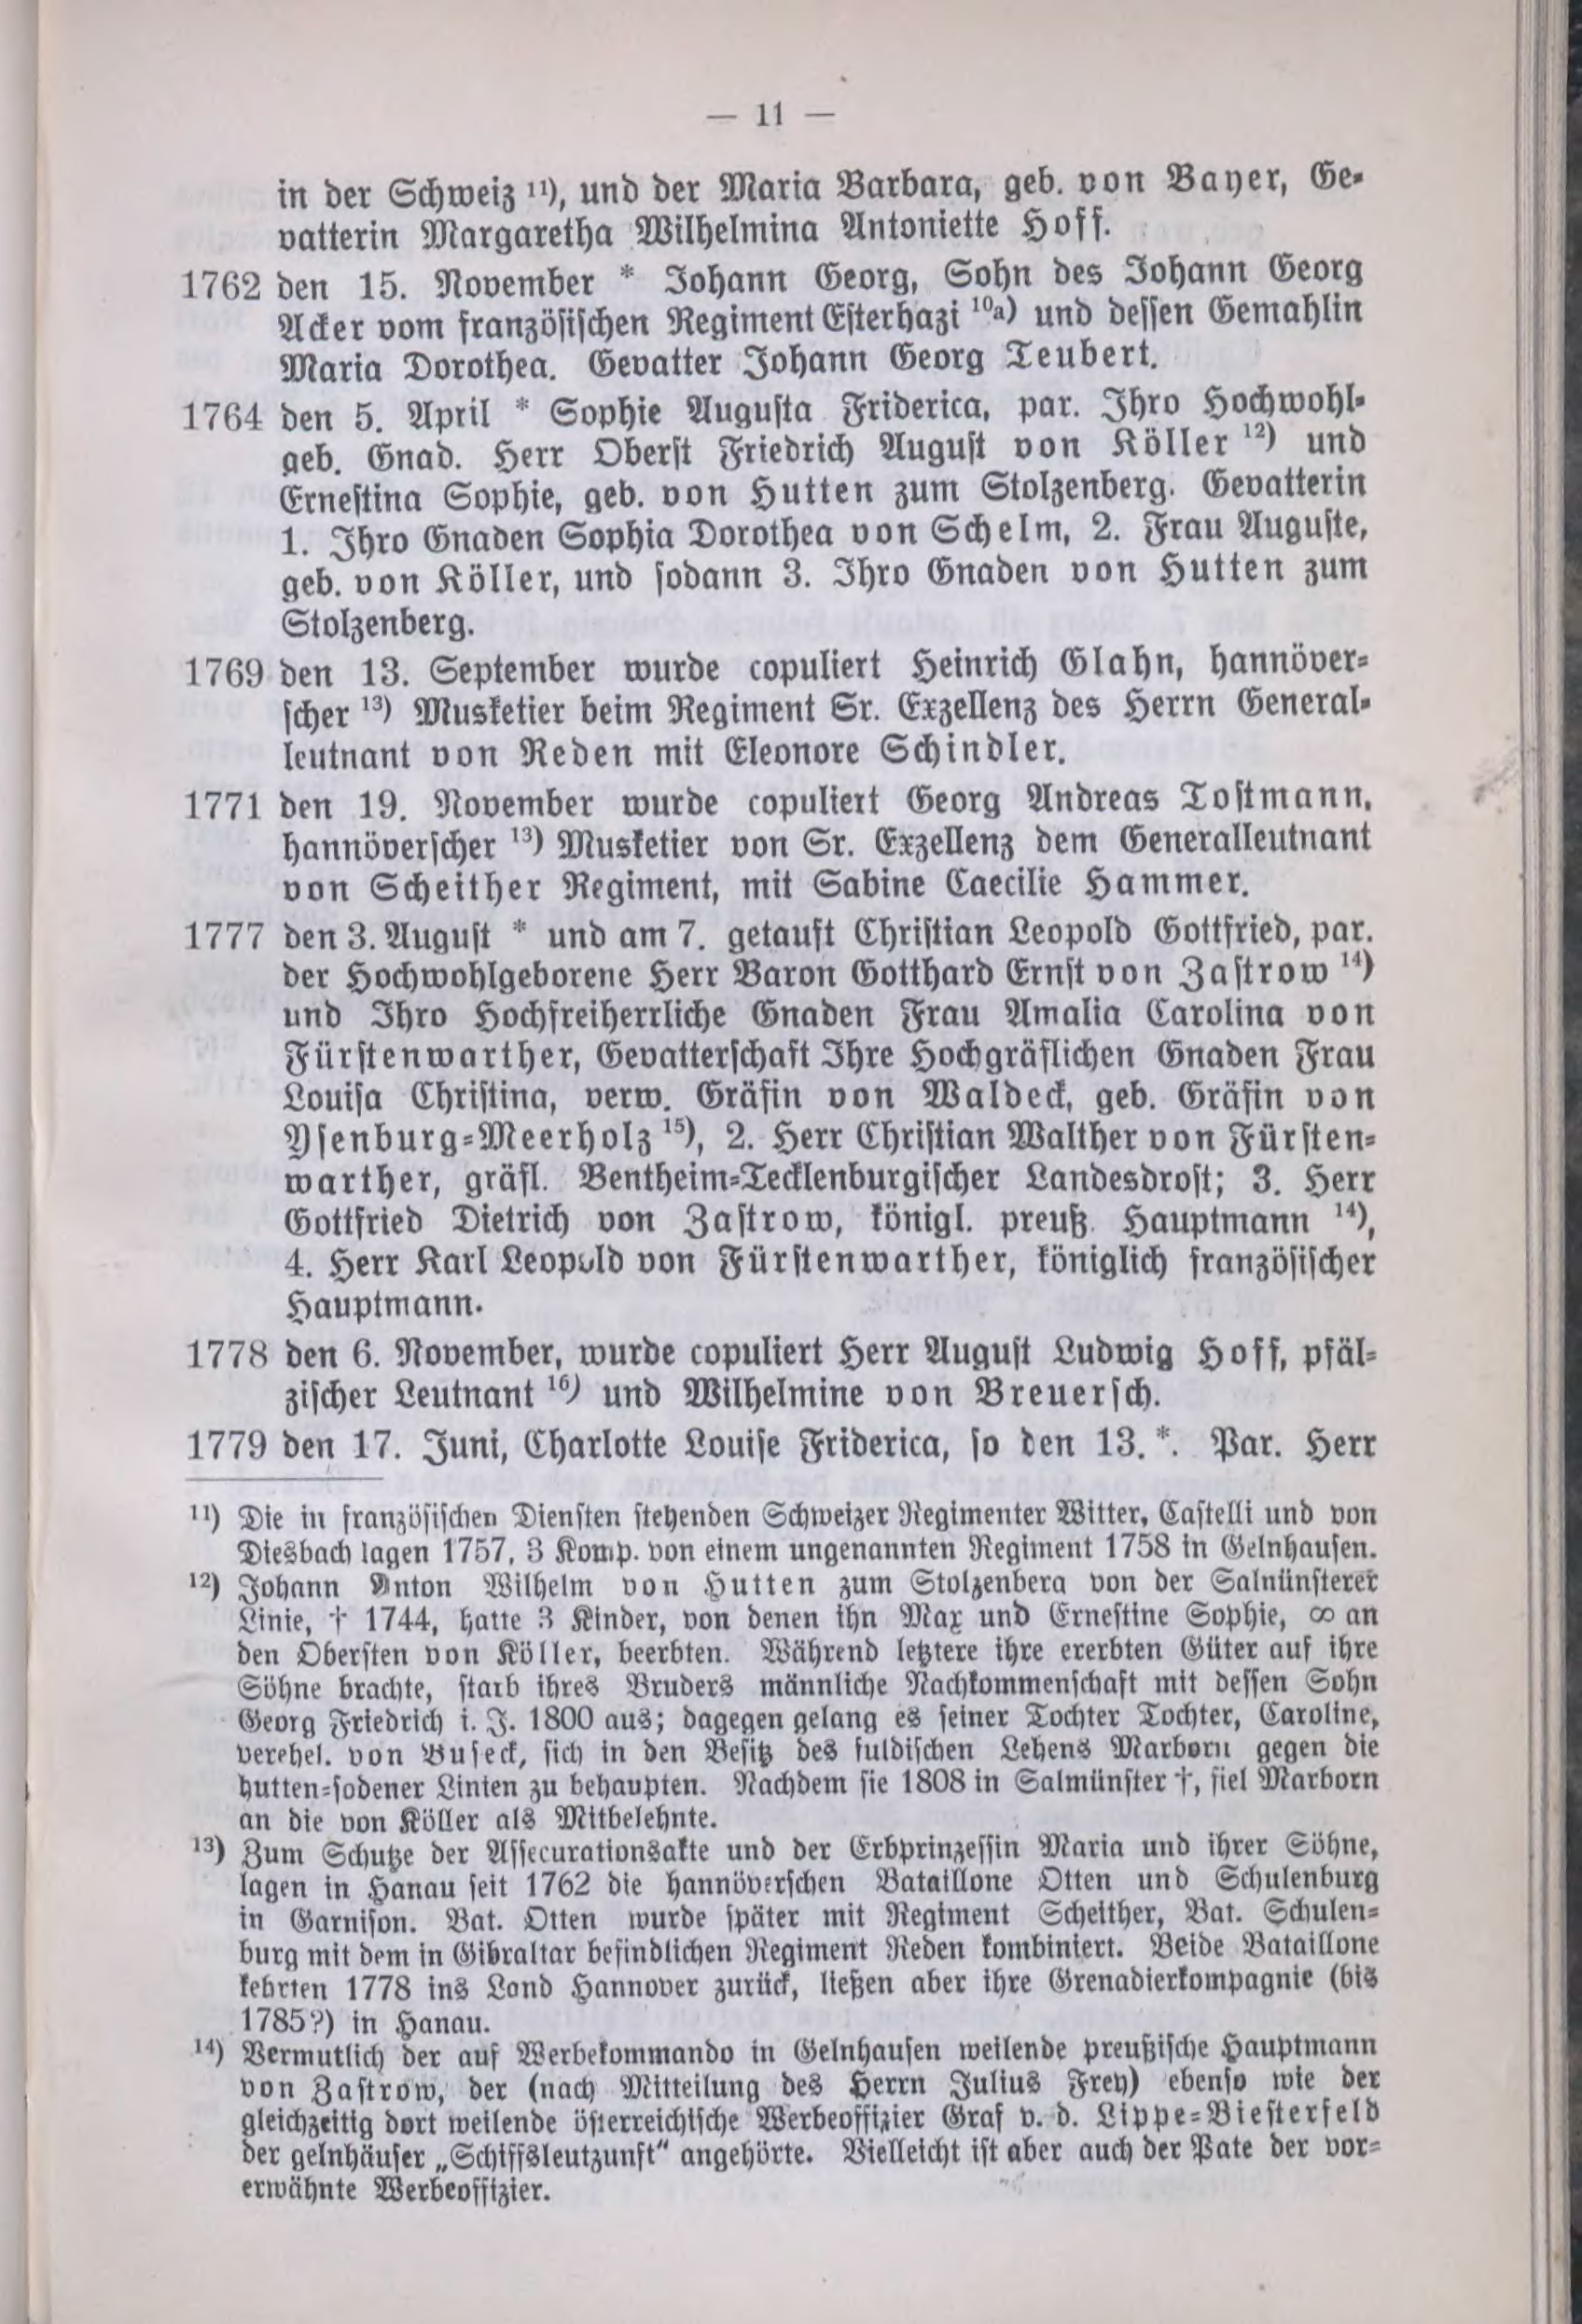 — 11 —
in der Schweiz ¹¹), und der Maria Barbara, geb. von Bayer, Ge-
vatterin Margaretha Wilhelmina Antoniette Hoff.
1762 den 15. November * Johann Georg, Sohn des Johann Georg
Acker vom französischen Regiment Esterhazi ¹⁰a) und dessen Gemahlin
Maria Dorothea. Gevatter Johann Georg Teubert.
1764 den 5. April * Sophie Augusta Friderica, par. Ihro Hochwohl-
geb. Gnad. Herr Oberst Friedrich August von Köller ¹²) und
Ernestina Sophie, geb. von Hutten zum Stolzenberg. Gevatterin
1. Ihro Gnaden Sophia Dorothea von Schelm, 2. Frau Auguste,
geb. von Köller, und sodann 3. Ihro Gnaden von Hutten zum
Stolzenberg.
1769 den 13. September wurde copuliert Heinrich Glahn, hannöver-
scher ¹³) Musketier beim Regiment Sr. Exzellenz des Herrn General-
leutnant von Reden mit Eleonore Schindler.
1771 den 19. November wurde copuliert Georg Andreas Tostmann,
hannöverscher ¹³) Musketier von Sr. Exzellenz dem Generalleutnant
von Scheither Regiment, mit Sabine Caecilie Hammer.
1777 den 3. August * und am 7. getauft Christian Leopold Gottfried, par.
der Hochwohlgeborene Herr Baron Gotthard Ernst von Zastrow ¹⁴)
und Ihro Hochfreiherrliche Gnaden Frau Amalia Carolina von
Fürstenwarther, Gevatterschaft Ihre Hochgräflichen Gnaden Frau
Louisa Christina, verw. Gräfin von Waldeck, geb. Gräfin von
Ysenburg-Meerholz ¹⁵), 2. Herr Christian Walther von Fürsten-
warther, gräfl. Bentheim-Tecklenburgischer Landesdrost; 3. Herr
Gottfried Dietrich von Zastrow, königl. preuß. Hauptmann ¹⁴),
4. Herr Karl Leopold von Fürstenwarther, königlich französischer
Hauptmann.
1778 den 6. November, wurde copuliert Herr August Ludwig Hoff, pfäl-
zischer Leutnant ¹⁶) und Wilhelmine von Breuersch.
1779 den 17. Juni, Charlotte Louise Friderica, so den 13. *. Par. Herr
¹¹) Die in französischen Diensten stehenden Schweizer Regimenter Witter, Castelli und von
Diesbach lagen 1757, 3 Komp. von einem ungenannten Regiment 1758 in Gelnhausen.
¹²) Johann Anton Wilhelm von Hutten zum Stolzenberg von der Salnünsterer
Linie, † 1744, hatte 3 Kinder, von denen ihn Max und Ernestine Sophie, ∞ an
den Obersten von Köller, beerbten. Während letztere ihre ererbten Güter auf ihre
Söhne brachte, starb ihres Bruders männliche Nachkommenschaft mit dessen Sohn
Georg Friedrich i. J. 1800 aus; dagegen gelang es seiner Tochter Tochter, Caroline,
verehel. von Buseck, sich in den Besitz des fuldischen Lehens Marborn gegen die
hutten-sodener Linien zu behaupten. Nachdem sie 1808 in Salmünster †, fiel Marborn
an die von Köller als Mitbelehnte.
¹³) Zum Schutze der Assecurationsakte und der Erbprinzessin Maria und ihrer Söhne,
lagen in Hanau seit 1762 die hannöverschen Bataillone Otten und Schulenburg
in Garnison. Bat. Otten wurde später mit Regiment Scheither, Bat. Schulen-
burg mit dem in Gibraltar befindlichen Regiment Reden kombiniert. Beide Bataillone
kehrten 1778 ins Land Hannover zurück, ließen aber ihre Grenadierkompagnie (bis
1785?) in Hanau.
¹⁴) Vermutlich der auf Werbekommando in Gelnhausen weilende preußische Hauptmann
von Zastrow, der (nach Mitteilung des Herrn Julius Frey) ebenso wie der
gleichzeitig dort weilende österreichische Werbeoffizier Graf v. d. Lippe-Biesterfeld
der gelnhäuser „Schiffsleutzunft“ angehörte. Vielleicht ist aber auch der Pate der vor-
erwähnte Werbeoffizier.